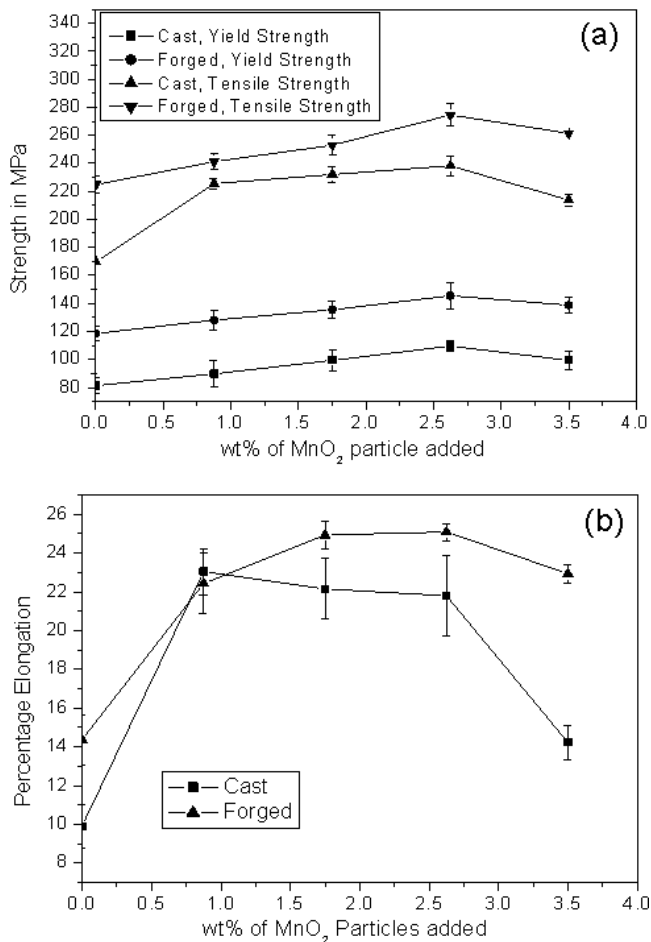 (a)
Cast, Yield Strength
Forged, Yield Strength
Cast, Tensile Strength
Forged, Tensile Strength
340
320
300
280
260
240
220
200
180
160
140
120
100
80
Strength in MPa
0.0 0.5 1.0 1.5 2.0 2.5 3.0 3.5 4.0
wt% of MnO₂ particle added
(b)
26
24
22
20
18
16
14
12
10
8
Percentage Elongation
Cast
Forged
0.0 0.5 1.0 1.5 2.0 2.5 3.0 3.5 4.0
wt% of MnO₂ Particles added